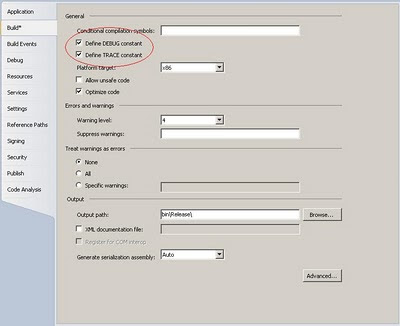 Application
Build*
Build Events
Debug
Resources
Services
Settings
Reference Paths
Signing
Security
Publish
Code Analysis
General
Conditional compilation symbols:
Define DEBUG constant
Define TRACE constant
Platform target: x86
Allow unsafe code
Optimize code
Errors and warnings
Warning level: 4
Suppress warnings:
Treat warnings as errors
None
All
Specific warnings:
Output
Output path: bin\Release\ Browse...
XML documentation file:
Register for COM interop
Generate serialization assembly: Auto
Advanced...